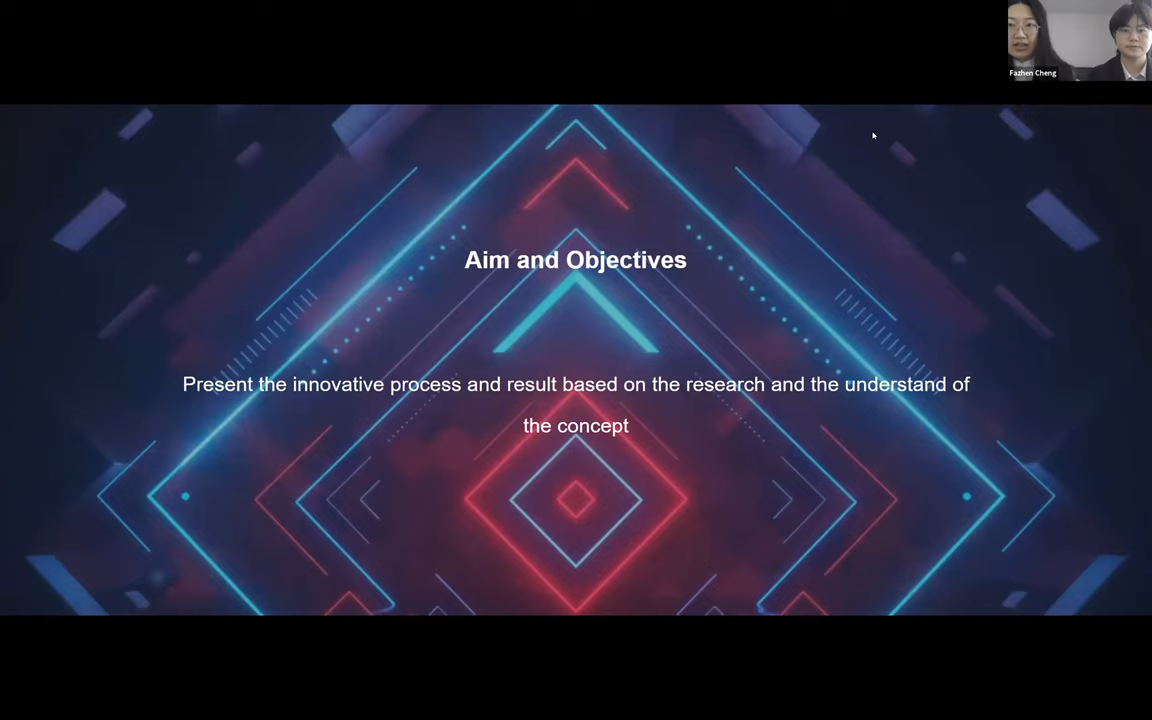 Fazhen Cheng
Aim and Objectives
Present the innovative process and result based on the research and the understand of
the concept